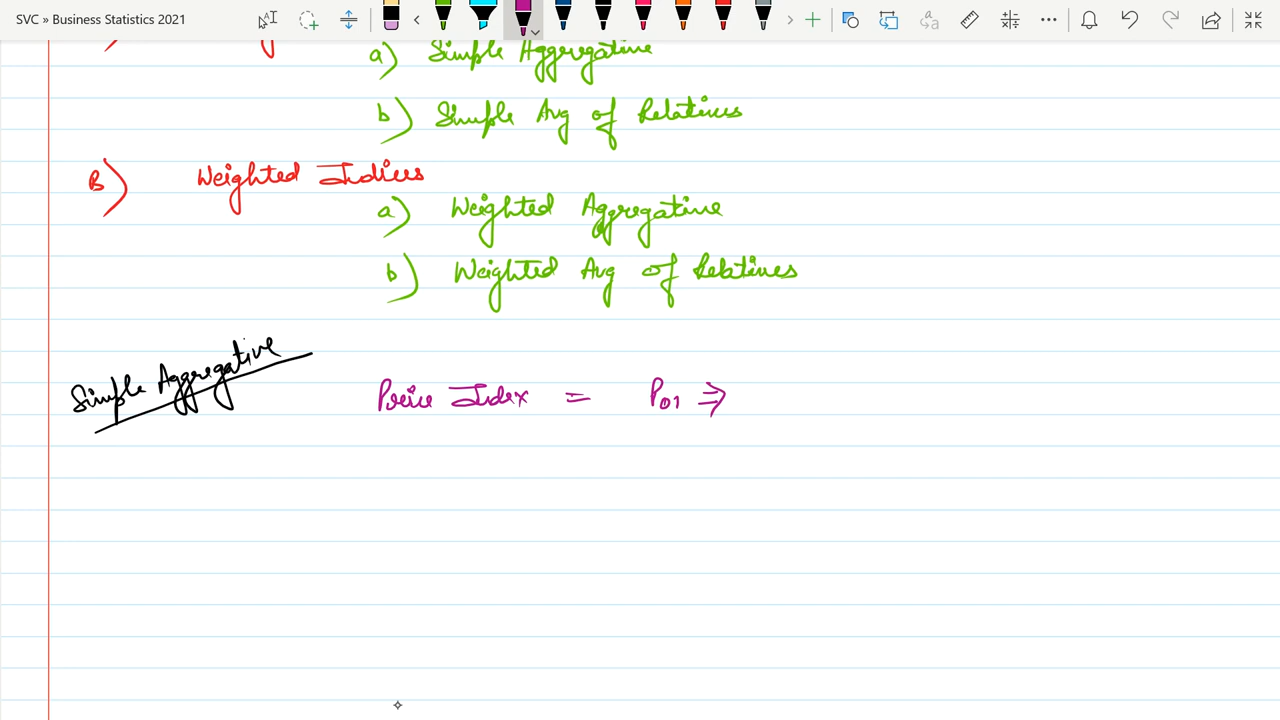 SVC » Business Statistics 2021
a) Simple Aggregative
b) Simple Avg of Relatives
B) Weighted Indices
a) Weighted Aggregative
b) Weighted Avg of Relatives
Simple Aggregative
Price Index = P01 ⇒